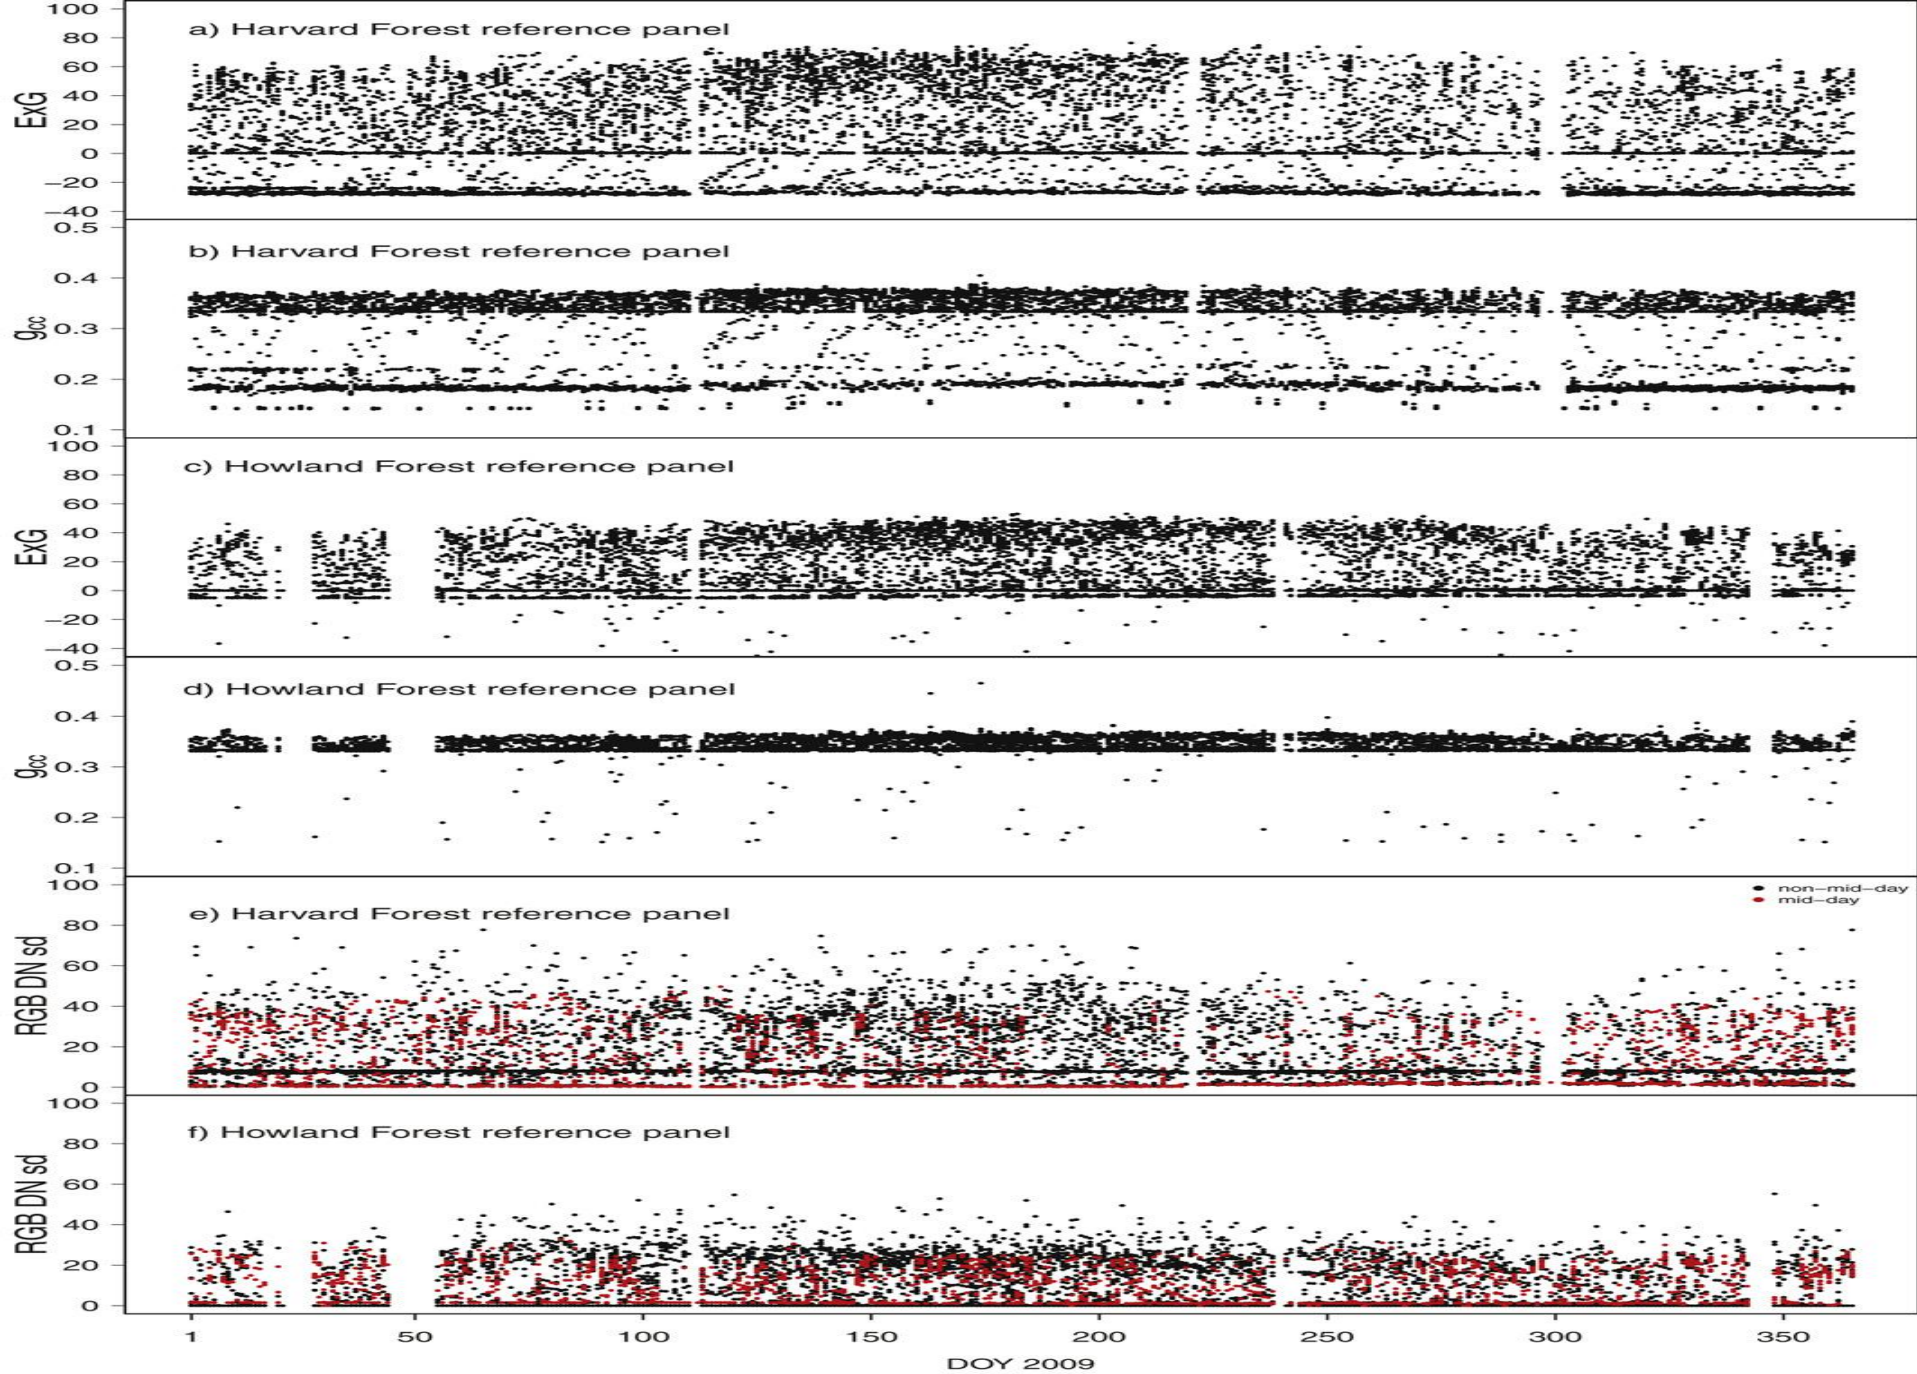 a) Harvard Forest reference panel
ExG
100
80
60
40
20
0
−20
−40
b) Harvard Forest reference panel
gcc
0.5
0.4
0.3
0.2
0.1
c) Howland Forest reference panel
ExG
100
80
60
40
20
0
−20
−40
d) Howland Forest reference panel
gcc
0.5
0.4
0.3
0.2
0.1
e) Harvard Forest reference panel
non−mid−day
mid−day
RGB DN sd
100
80
60
40
20
0
f) Howland Forest reference panel
RGB DN sd
100
80
60
40
20
0
1 50 100 150 200 250 300 350
DOY 2009